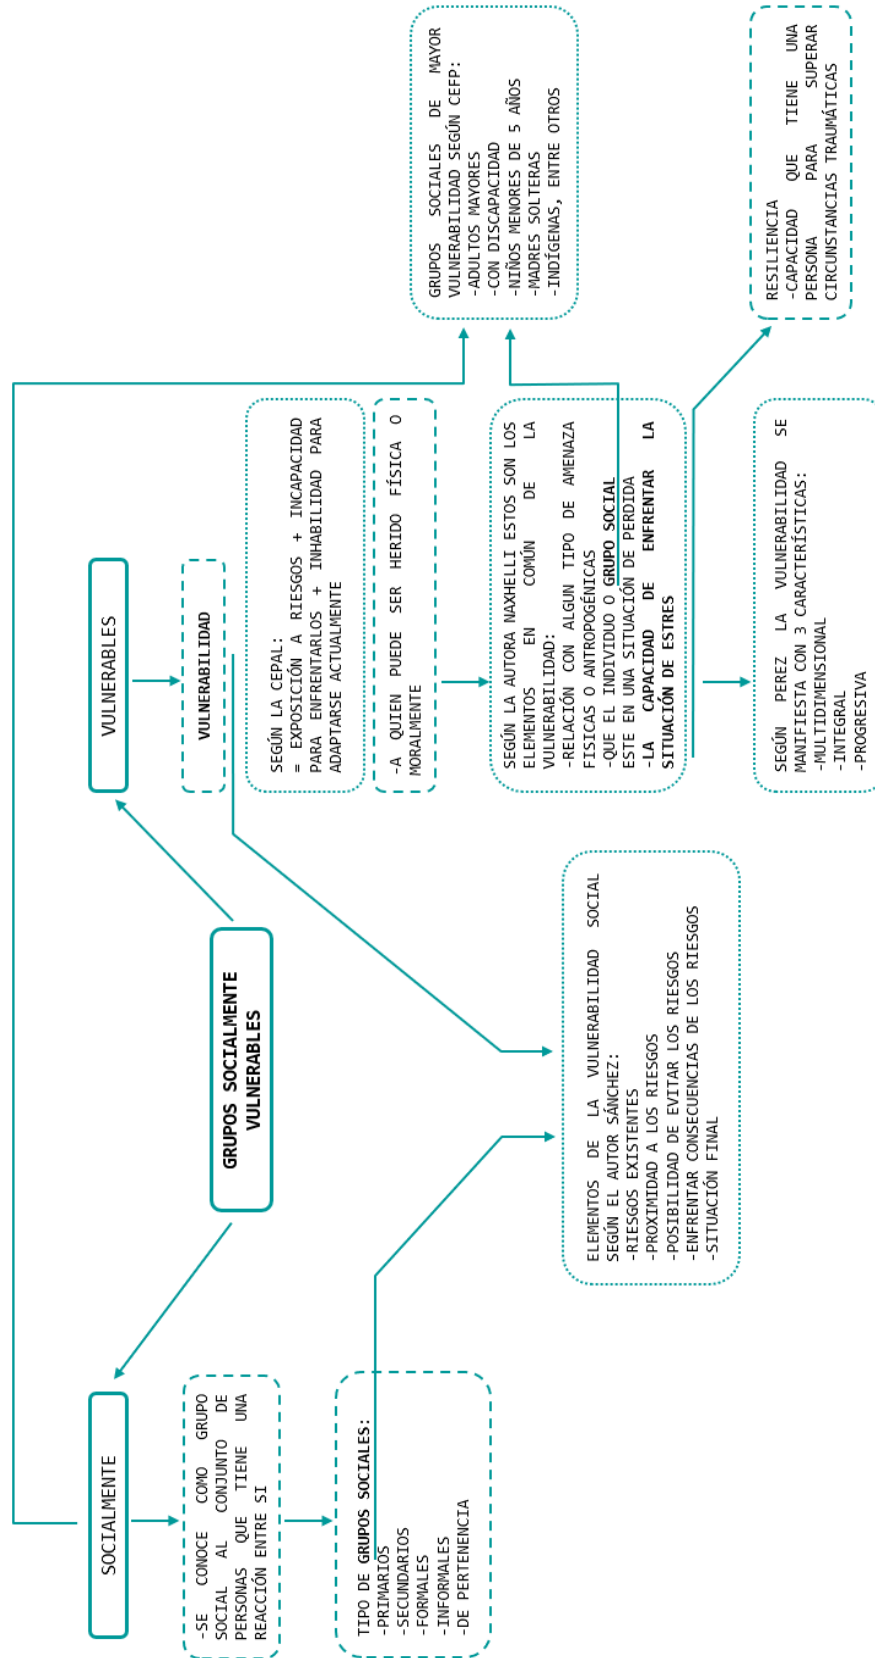 GRUPOS SOCIALMENTE
VULNERABLES
SOCIALMENTE
-SE CONOCE COMO GRUPO
SOCIAL AL CONJUNTO DE
PERSONAS QUE TIENE UNA
REACCIÓN ENTRE SI
TIPO DE GRUPOS SOCIALES:
-PRIMARIOS
-SECUNDARIOS
-FORMALES
-INFORMALES
-DE PERTENENCIA
ELEMENTOS DE LA VULNERABILIDAD SOCIAL
SEGÚN EL AUTOR SÁNCHEZ:
-RIESGOS EXISTENTES
-PROXIMIDAD A LOS RIESGOS
-POSIBILIDAD DE EVITAR LOS RIESGOS
-ENFRENTAR CONSECUENCIAS DE LOS RIESGOS
-SITUACIÓN FINAL
VULNERABLES
VULNERABILIDAD
SEGÚN LA CEPAL:
= EXPOSICIÓN A RIESGOS + INCAPACIDAD
PARA ENFRENTARLOS + INHABILIDAD PARA
ADAPTARSE ACTUALMENTE
-A QUIEN PUEDE SER HERIDO FÍSICA O
MORALMENTE
SEGÚN LA AUTORA NAXHELLI ESTOS SON LOS
ELEMENTOS EN COMÚN DE LA
VULNERABILIDAD:
-RELACIÓN CON ALGUN TIPO DE AMENAZA
FISICAS O ANTROPOGÉNICAS
-QUE EL INDIVIDUO O GRUPO SOCIAL
ESTE EN UNA SITUACIÓN DE PERDIDA
-LA CAPACIDAD DE ENFRENTAR LA
SITUACIÓN DE ESTRES
SEGÚN PEREZ LA VULNERABILIDAD SE
MANIFIESTA CON 3 CARACTERÍSTICAS:
-MULTIDIMENSIONAL
-INTEGRAL
-PROGRESIVA
GRUPOS SOCIALES DE MAYOR
VULNERABILIDAD SEGÚN CEFP:
-ADULTOS MAYORES
-CON DISCAPACIDAD
-NIÑOS MENORES DE 5 AÑOS
-MADRES SOLTERAS
-INDÍGENAS, ENTRE OTROS
RESILIENCIA
-CAPACIDAD QUE TIENE UNA
PERSONA PARA SUPERAR
CIRCUNSTANCIAS TRAUMÁTICAS